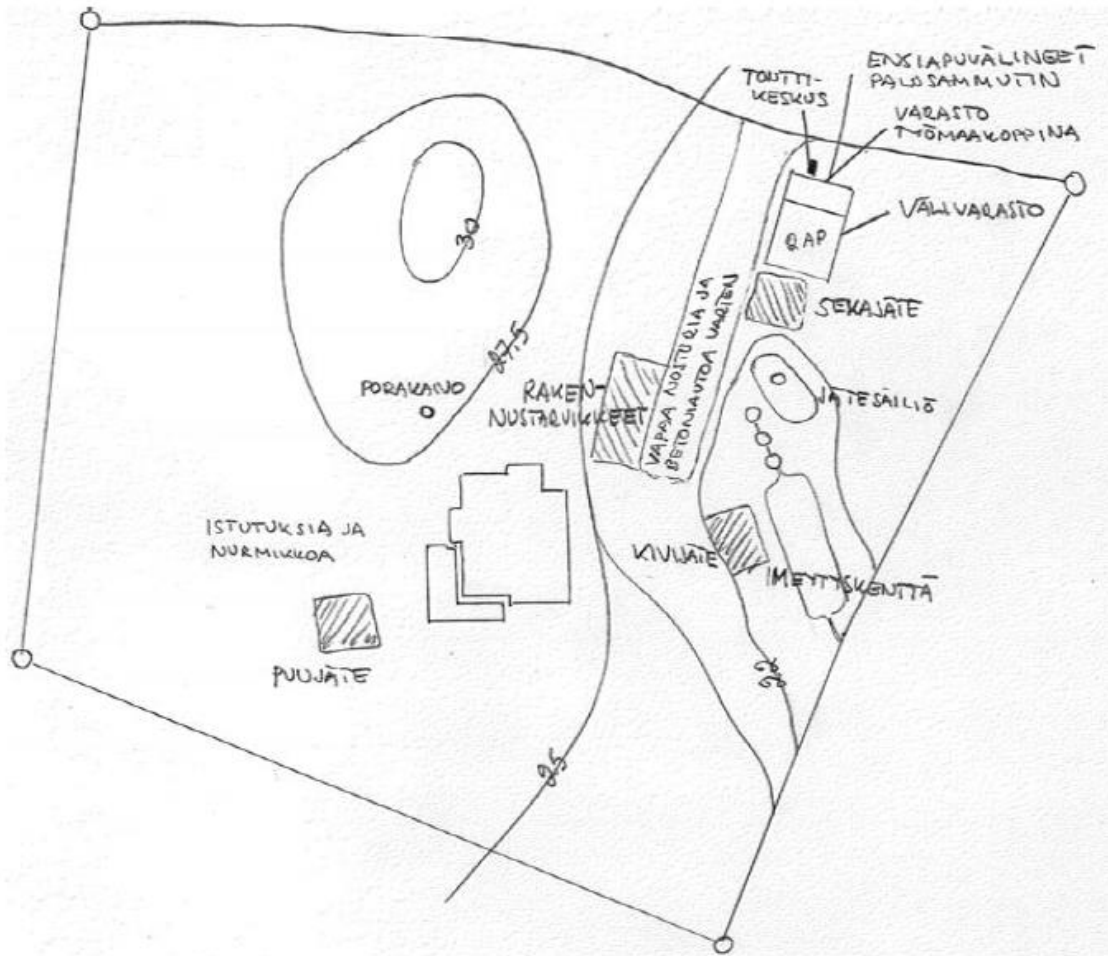 ENSIAPUVÄLINEET
PALOSAMMUTIN
TONTTI-
KESKUS
VARASTO
TYÖMAAKOPPINA
VÄLIVARASTO
QAP
30
SEKAJÄTE
27,5
VAPAA NOSTURIA JA
BETONIAUTOA VARTEN
PORAKAIVO
RAKEN-
NUSTARVIKKEET
JÄTESÄILIÖ
ISTUTUKSIA JA
NURMIKKOA
KIVIJÄTE
IMEYTYSKENTTÄ
PUUJÄTE
25